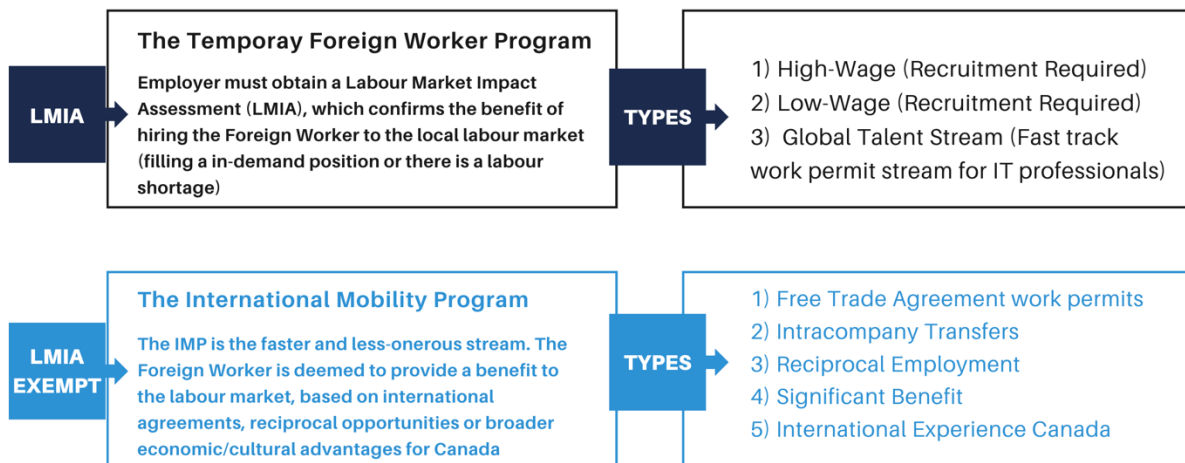 LMIA
The Temporay Foreign Worker Program
Employer must obtain a Labour Market Impact
Assessment (LMIA), which confirms the benefit of
hiring the Foreign Worker to the local labour market
(filling a in-demand position or there is a labour
shortage)
TYPES
1) High-Wage (Recruitment Required)
2) Low-Wage (Recruitment Required)
3) Global Talent Stream (Fast track
work permit stream for IT professionals)
LMIA
EXEMPT
The International Mobility Program
The IMP is the faster and less-onerous stream. The
Foreign Worker is deemed to provide a benefit to
the labour market, based on international
agreements, reciprocal opportunities or broader
economic/cultural advantages for Canada
TYPES
1) Free Trade Agreement work permits
2) Intracompany Transfers
3) Reciprocal Employment
4) Significant Benefit
5) International Experience Canada